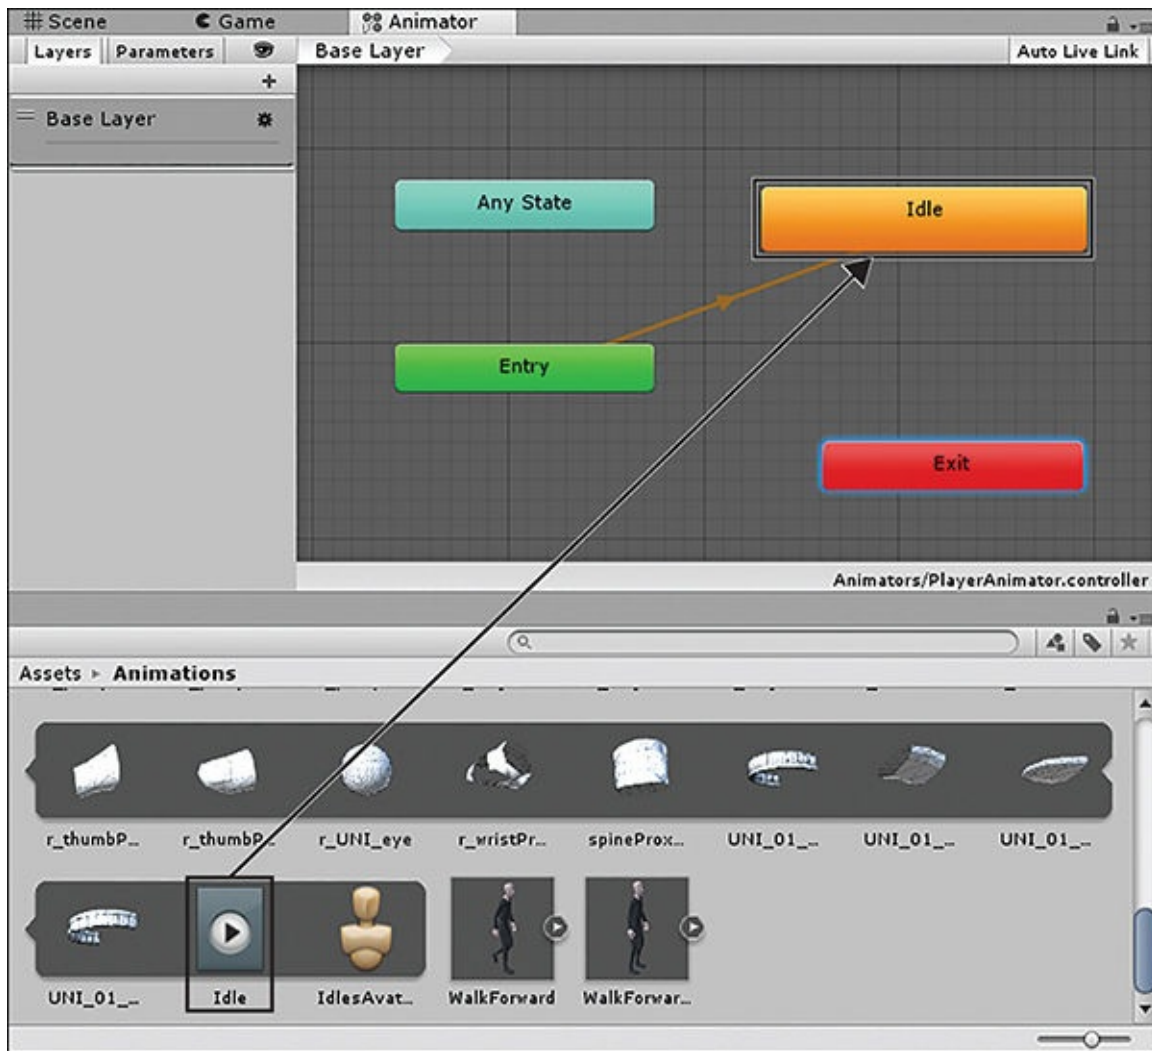 Scene Game Animator
Layers Parameters Base Layer Auto Live Link
Base Layer
Any State
Idle
Entry
Exit
Animators/PlayerAnimator.controller
Assets Animations
r_thumbP... r_thumbP... r_UNI_eye r_wristPr... spineProx... UNI_01_... UNI_01_... UNI_01_...
UNI_01_... Idle IdlesAvat... WalkForward WalkForwar...